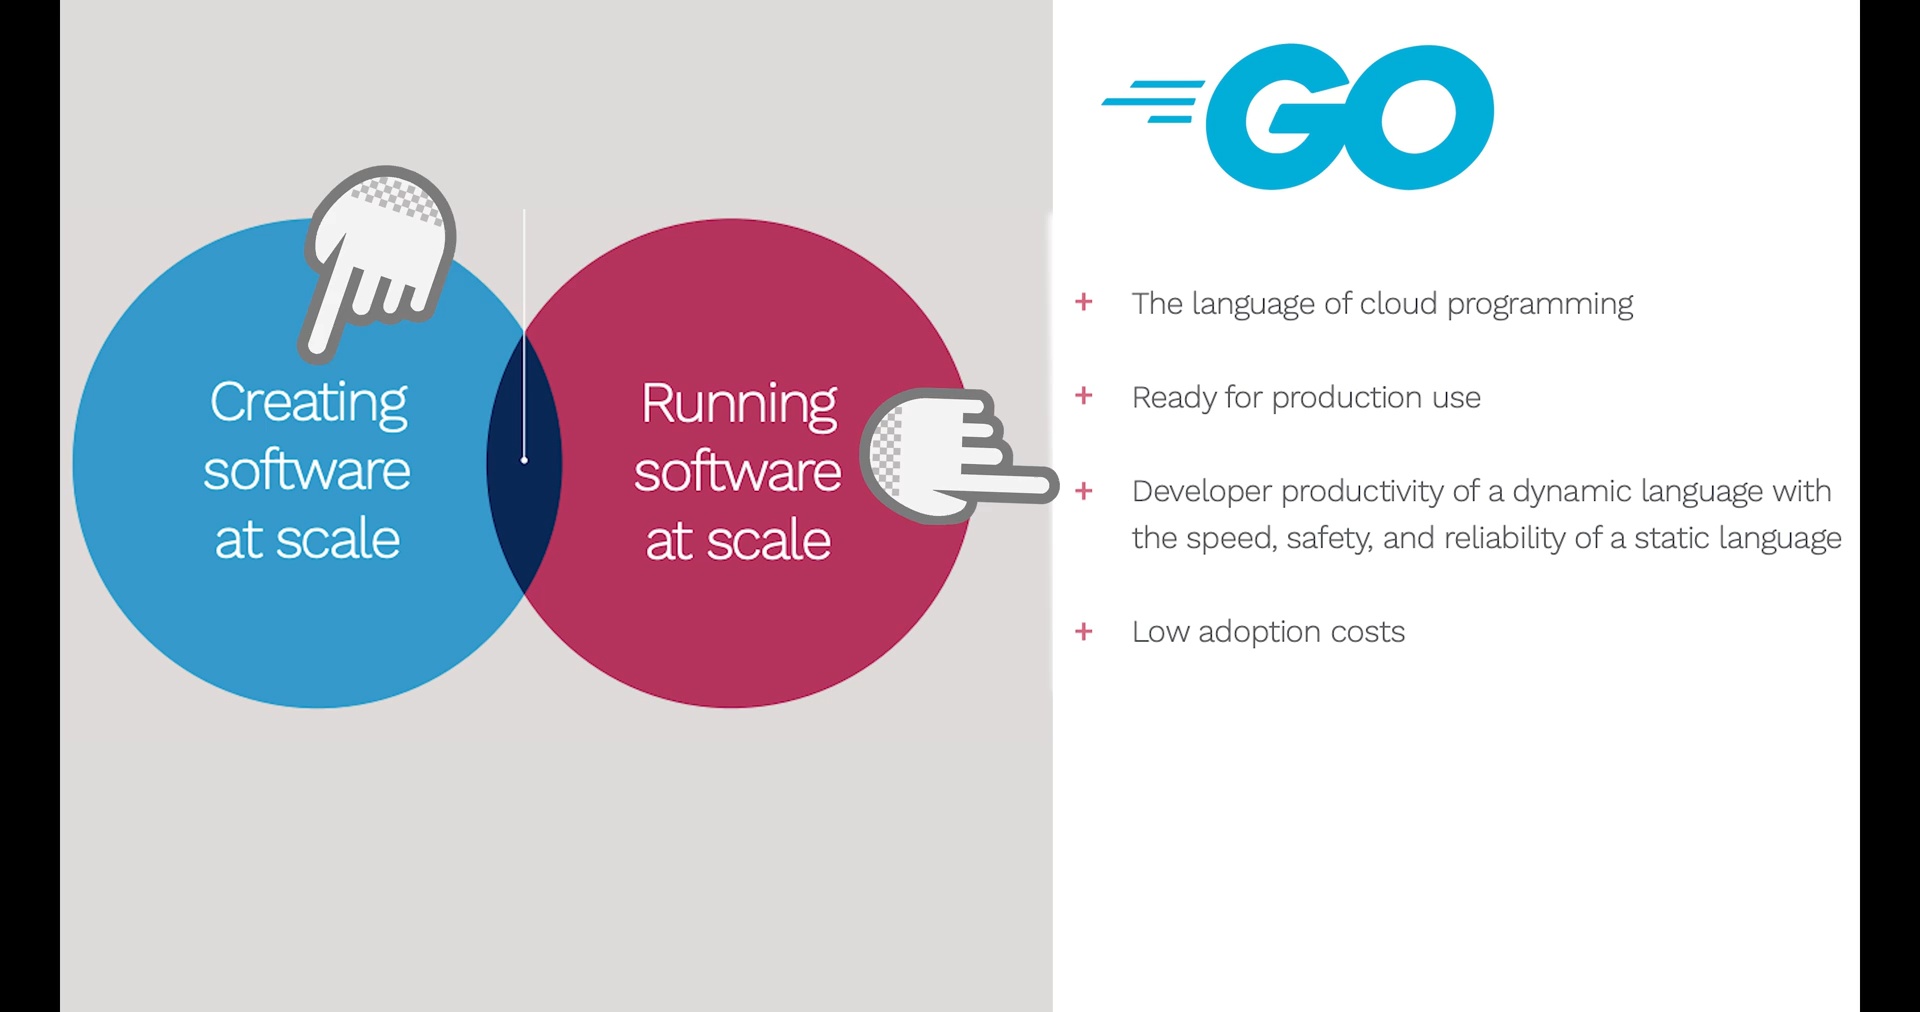 Creating
software
at scale
Running
software
at scale
GO
The language of cloud programming
Ready for production use
Developer productivity of a dynamic language with
the speed, safety, and reliability of a static language
Low adoption costs